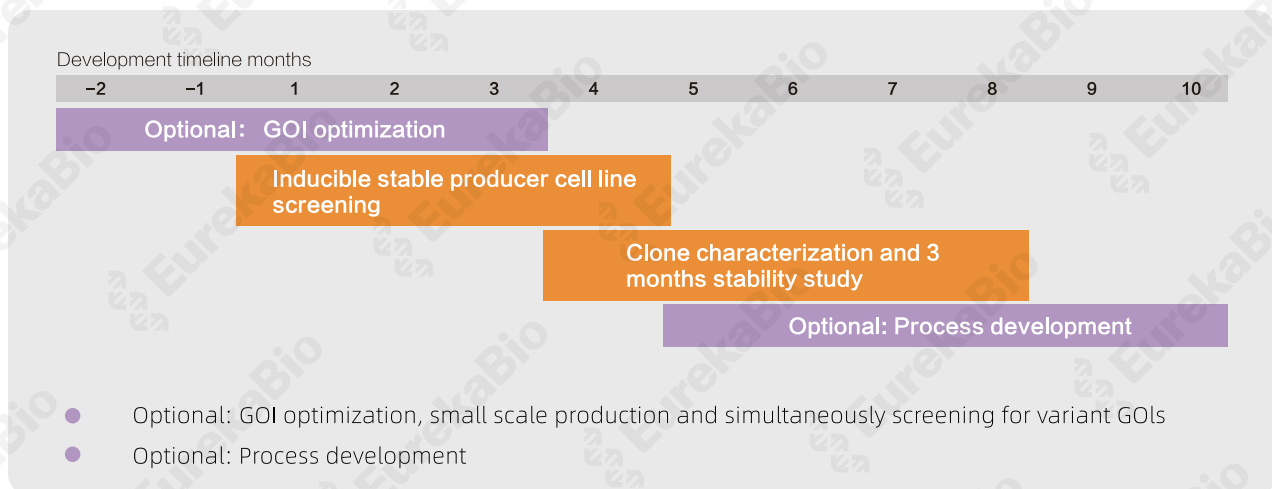 Development timeline months
−2 −1 1 2 3 4 5 6 7 8 9 10
Optional: GOI optimization
Inducible stable producer cell line
screening
Clone characterization and 3
months stability study
Optional: Process development
Optional: GOI optimization, small scale production and simultaneously screening for variant GOIs
Optional: Process development
EurekaBio